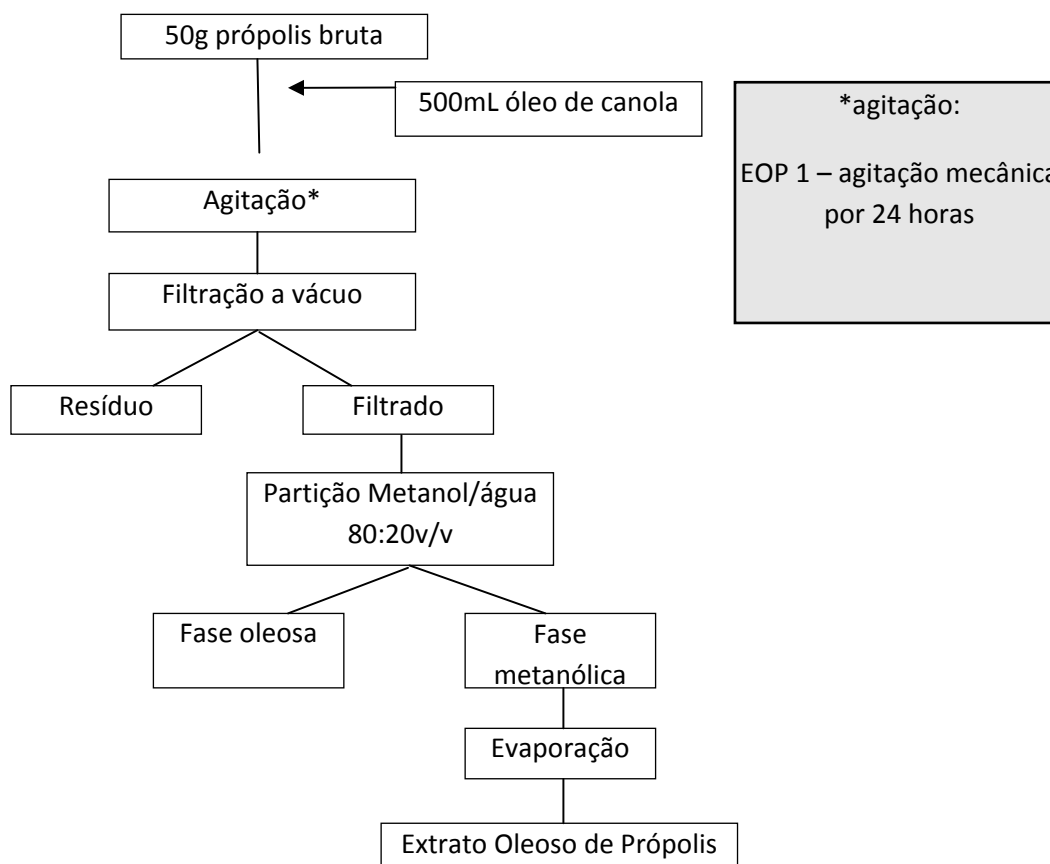 50g própolis bruta
500mL óleo de canola
*agitação:
EOP 1 – agitação mecânica
por 24 horas
Agitação*
Filtração a vácuo
Resíduo
Filtrado
Partição Metanol/água
80:20v/v
Fase oleosa
Fase
metanólica
Evaporação
Extrato Oleoso de Própolis